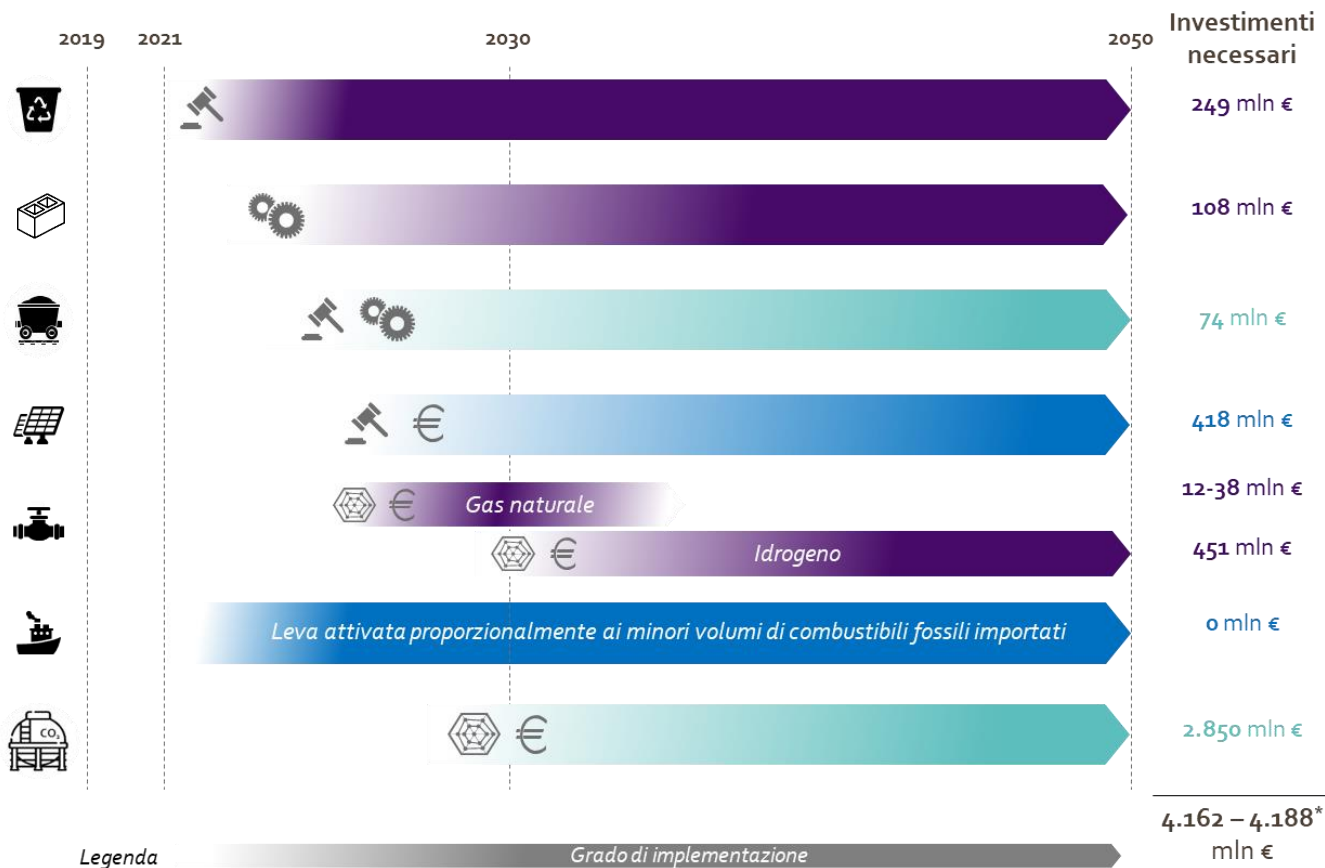 2019 2021 2030 2050
Investimenti
necessari
249 mln €
108 mln €
74 mln €
€
418 mln €
€ Gas naturale
12-38 mln €
€ Idrogeno
451 mln €
Leva attivata proporzionalmente ai minori volumi di combustibili fossili importati
0 mln €
CO₂
€
2.850 mln €
4.162 – 4.188*
mln €
Legenda
Grado di implementazione